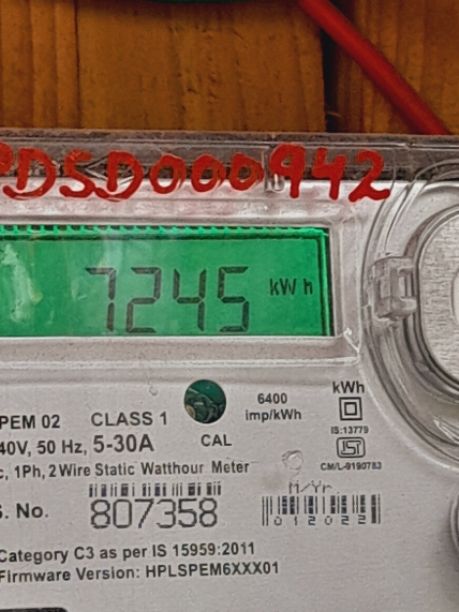 PDSD000942
7245 kWh
6400
imp/kWh
kWh
IS:13779
ISI
CM/L-9190783
PEM 02 CLASS 1
40V, 50 Hz, 5-30A
CAL
c, 1Ph, 2 Wire Static Watthour Meter
M/Yr
S. No. 807358
012022
Category C3 as per IS 15959:2011
Firmware Version: HPLSPEM6XXX01